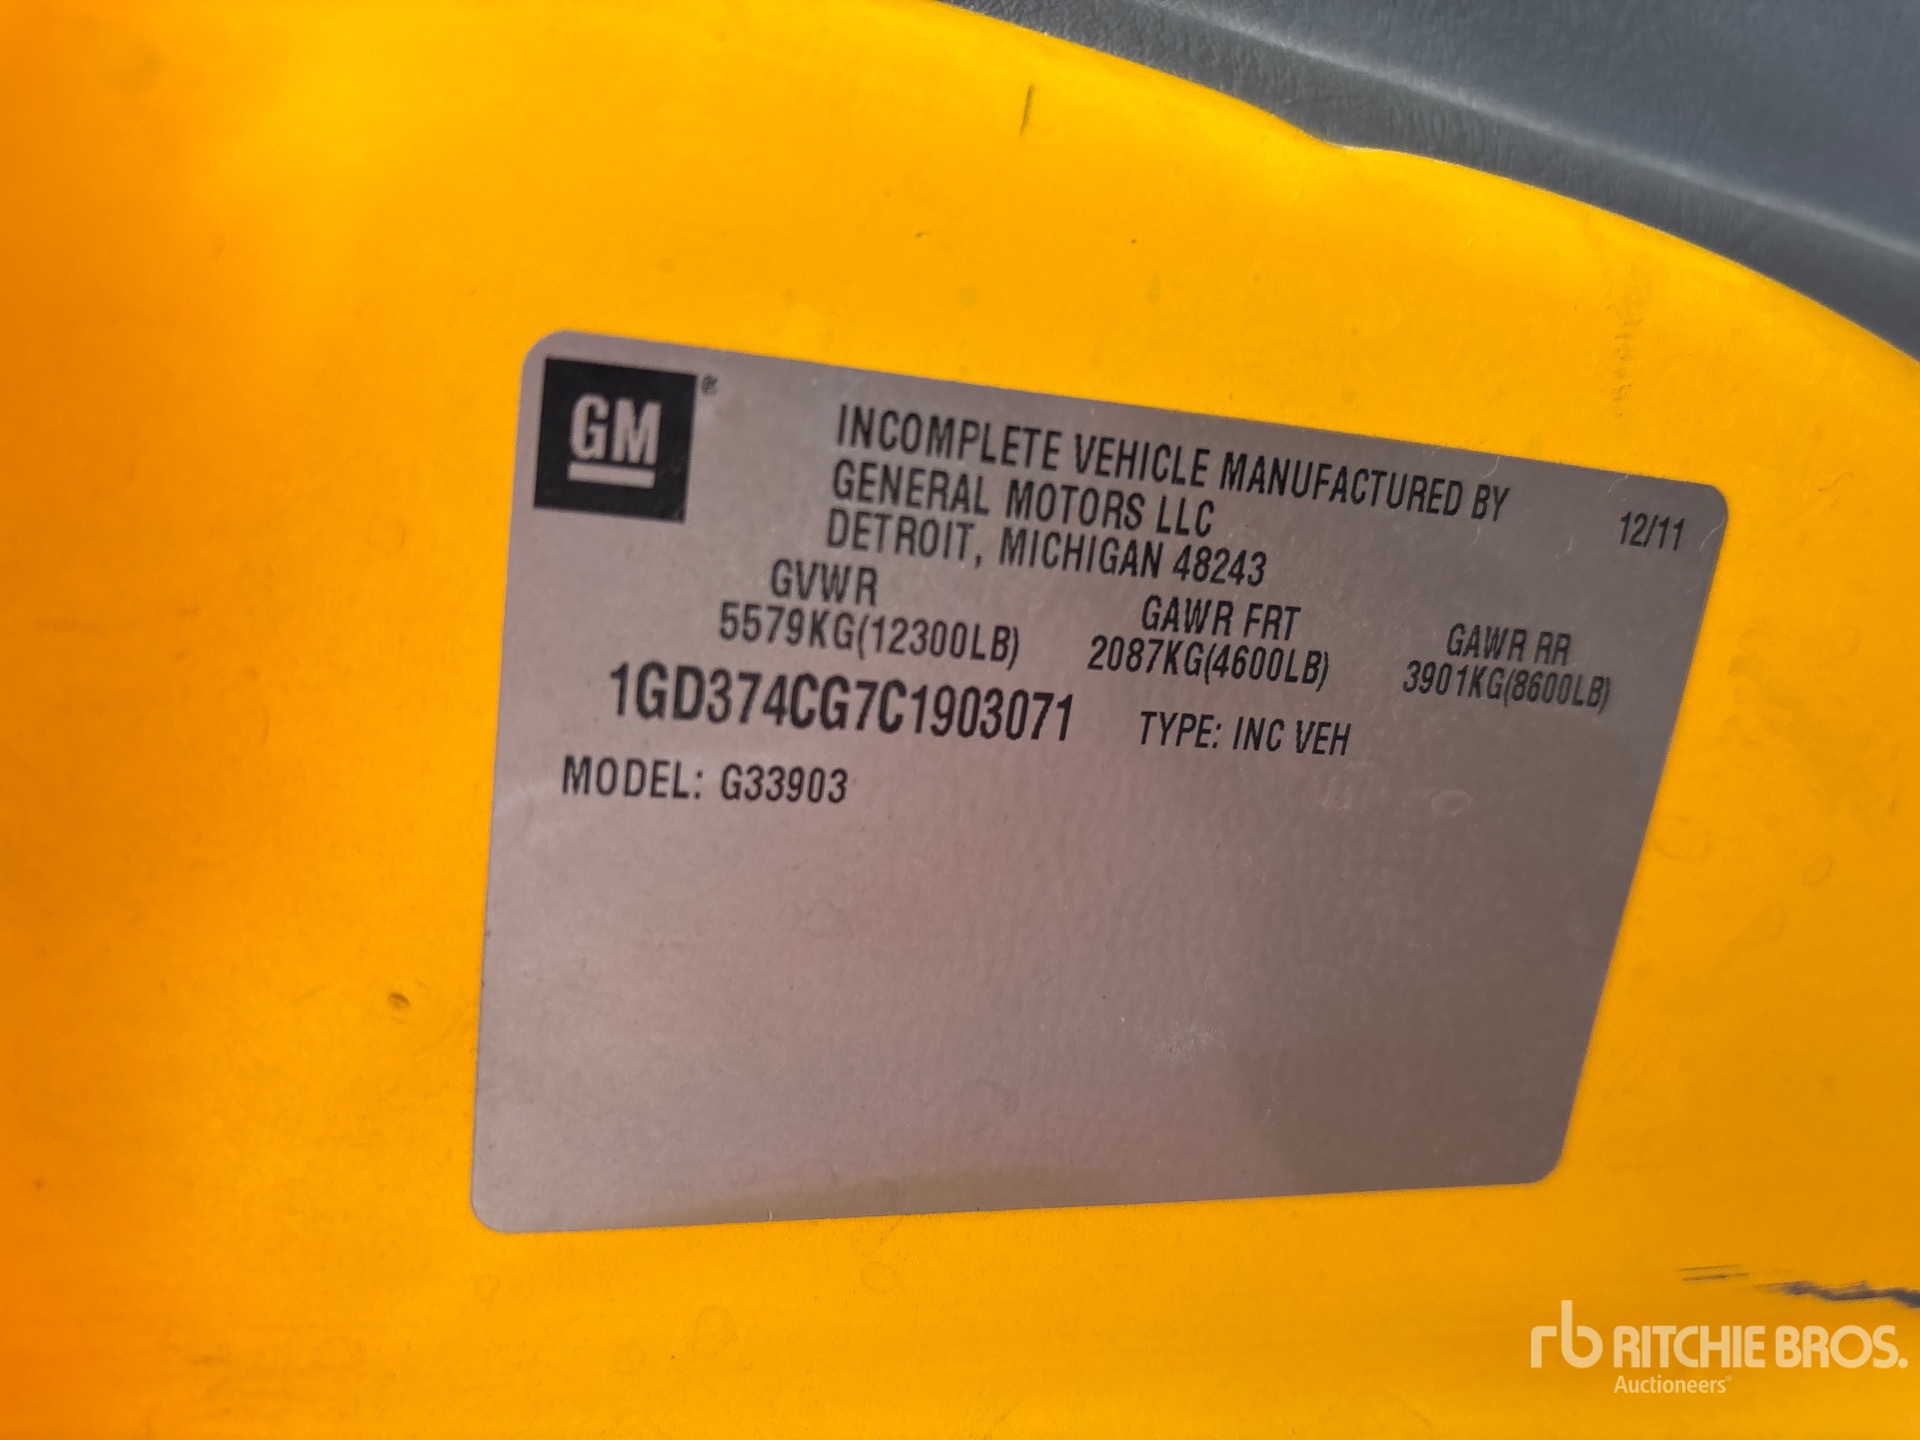 GM®
INCOMPLETE VEHICLE MANUFACTURED BY
GENERAL MOTORS LLC
DETROIT, MICHIGAN 48243
12/11
GVWR
5579KG(12300LB)
GAWR FRT
2087KG(4600LB)
GAWR RR
3901KG(8600LB)
1GD374CG7C1903071
TYPE: INC VEH
MODEL: G33903
rb RITCHIE BROS.
Auctioneers®